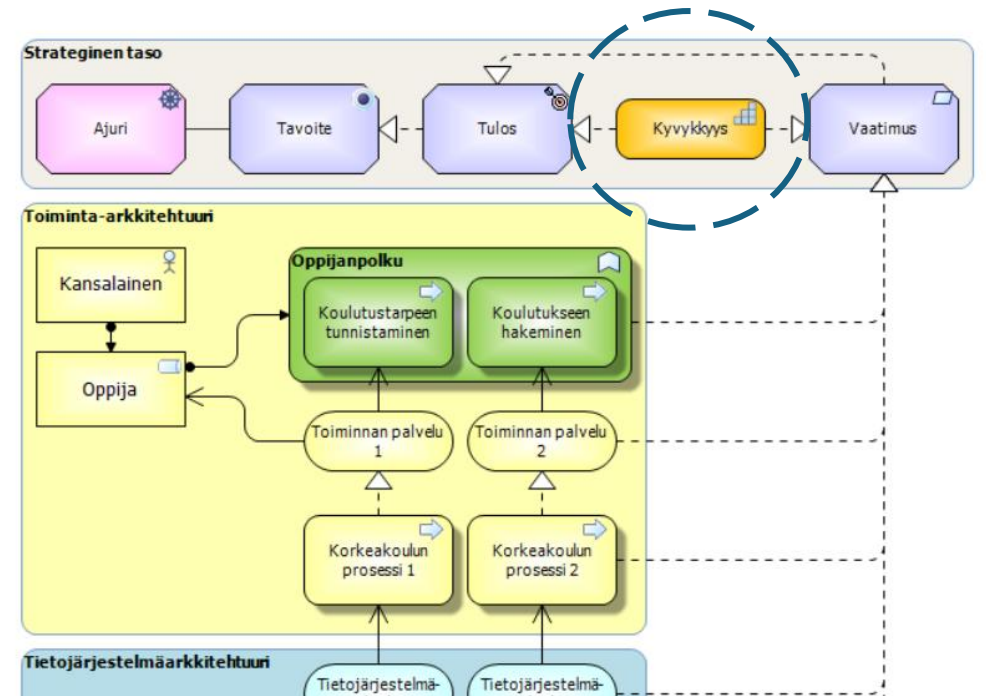 Strateginen taso
Ajuri
Tavoite
Tulos
Kyvykkyys
Vaatimus
Toiminta-arkkitehtuuri
Kansalainen
Oppija
Oppijanpolku
Koulutustarpeen
tunnistaminen
Koulutukseen
hakeminen
Toiminnan palvelu
1
Toiminnan palvelu
2
Korkeakoulun
prosessi 1
Korkeakoulun
prosessi 2
Tietojärjestelmäarkkitehtuuri
Tietojärjestelmä-
Tietojärjestelmä-